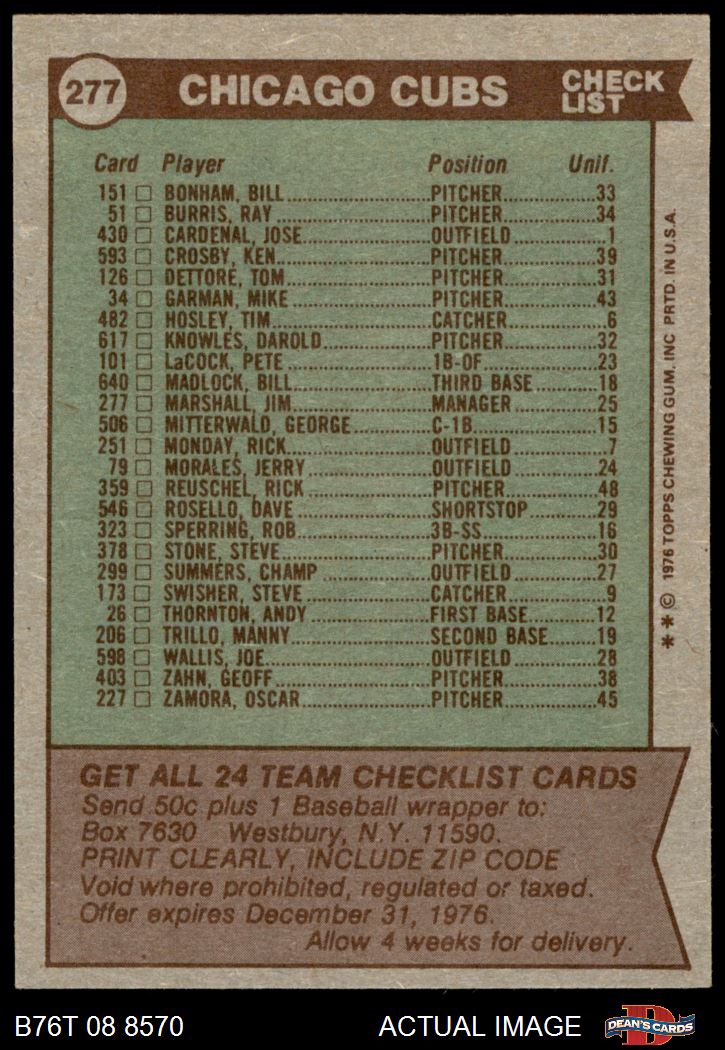 277 CHICAGO CUBS CHECK LIST
Card Player Position Unif.
151 □ BONHAM, BILL PITCHER 33
51 □ BURRIS, RAY PITCHER 34
430 □ CARDENAL, JOSE OUTFIELD 1
593 □ CROSBY, KEN PITCHER 39
126 □ DETTORE, TOM PITCHER 31
34 □ GARMAN, MIKE PITCHER 43
482 □ HOSLEY, TIM CATCHER 6
617 □ KNOWLES, DAROLD PITCHER 32
101 □ LaCOCK, PETE 1B-OF 23
640 □ MADLOCK, BILL THIRD BASE 18
277 □ MARSHALL, JIM MANAGER 25
506 □ MITTERWALD, GEORGE C-1B 15
251 □ MONDAY, RICK OUTFIELD 7
79 □ MORALES, JERRY OUTFIELD 24
359 □ REUSCHEL, RICK PITCHER 48
546 □ ROSELLO, DAVE SHORTSTOP 29
323 □ SPERRING, ROB 3B-SS 16
378 □ STONE, STEVE PITCHER 30
299 □ SUMMERS, CHAMP OUTFIELD 27
173 □ SWISHER, STEVE CATCHER 9
26 □ THORNTON, ANDY FIRST BASE 12
206 □ TRILLO, MANNY SECOND BASE 19
598 □ WALLIS, JOE OUTFIELD 28
403 □ ZAHN, GEOFF PITCHER 38
227 □ ZAMORA, OSCAR PITCHER 45
** © 1976 TOPPS CHEWING GUM, INC PRTD. IN U.S.A.
GET ALL 24 TEAM CHECKLIST CARDS
Send 50c plus 1 Baseball wrapper to:
Box 7630 Westbury, N.Y. 11590.
PRINT CLEARLY, INCLUDE ZIP CODE
Void where prohibited, regulated or taxed.
Offer expires December 31, 1976.
Allow 4 weeks for delivery.
B76T 08 8570 ACTUAL IMAGE D DEAN'S CARDS